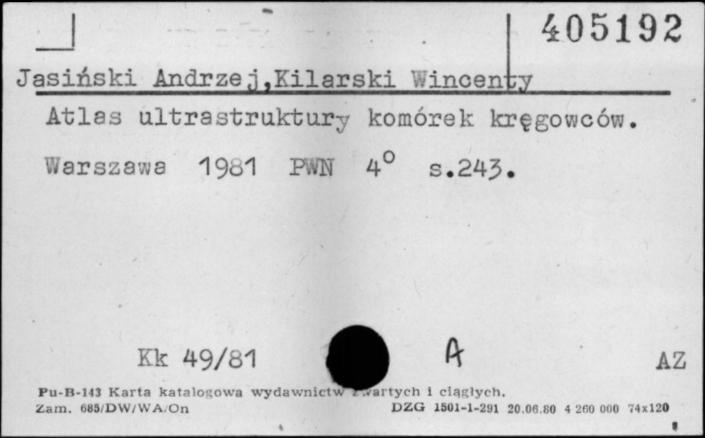 405192
Jasiński Andrzej,Kilarski Wincenty
Atlas ultrastruktury komórek kręgowców.
Warszawa 1981 PWN 4° s.243.
Kk 49/81 A AZ
Pu-B-143 Karta katalogowa wydawnictw zwartych i ciągłych.
Zam. 685/DW/WA/On DZG 1501-1-291 20.06.80 4 260 000 74x120